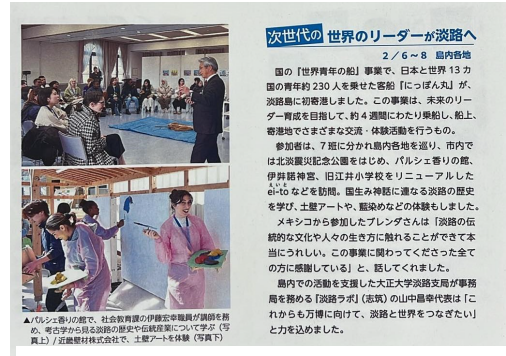 次世代の 世界のリーダーが淡路へ
2／6～8 島内各地
国の『世界青年の船』事業で、日本と世界13カ
国の青年約230人を乗せた客船『にっぽん丸』が、
淡路島に初寄港しました。この事業は、未来のリー
ダー育成を目指して、約4週間にわたり乗船し、船上、
寄港地でさまざまな交流・体験活動を行うもの。
参加者は、7班に分かれ島内各地を巡り、市内で
は北淡震災記念公園をはじめ、パルシェ香りの館、
伊弉諾神宮、旧江井小学校をリニューアルした
えいと
ei-toなどを訪問。国生み神話に連なる淡路の歴史
を学び、土壁アートや、藍染めなどの体験もしました。
メキシコから参加したブレンダさんは「淡路の伝
統的な文化や人々の生き方に触れることができて本
当にうれしい。この事業に関わってくださった全て
の方に感謝している」と、話してくれました。
島内での活動を支援した大正大学淡路支局が事務
局を務める『淡路ラボ』（志筑）の山中昌幸代表は「こ
れからも万博に向けて、淡路と世界をつなぎたい」
と力を込めました。
▲パルシェ香りの館で、社会教育課の伊藤宏幸職員が講師を務
め、考古学から見る淡路の歴史や伝統産業について学ぶ（写
真上）/近畿壁材株式会社で、土壁アートを体験（写真下）